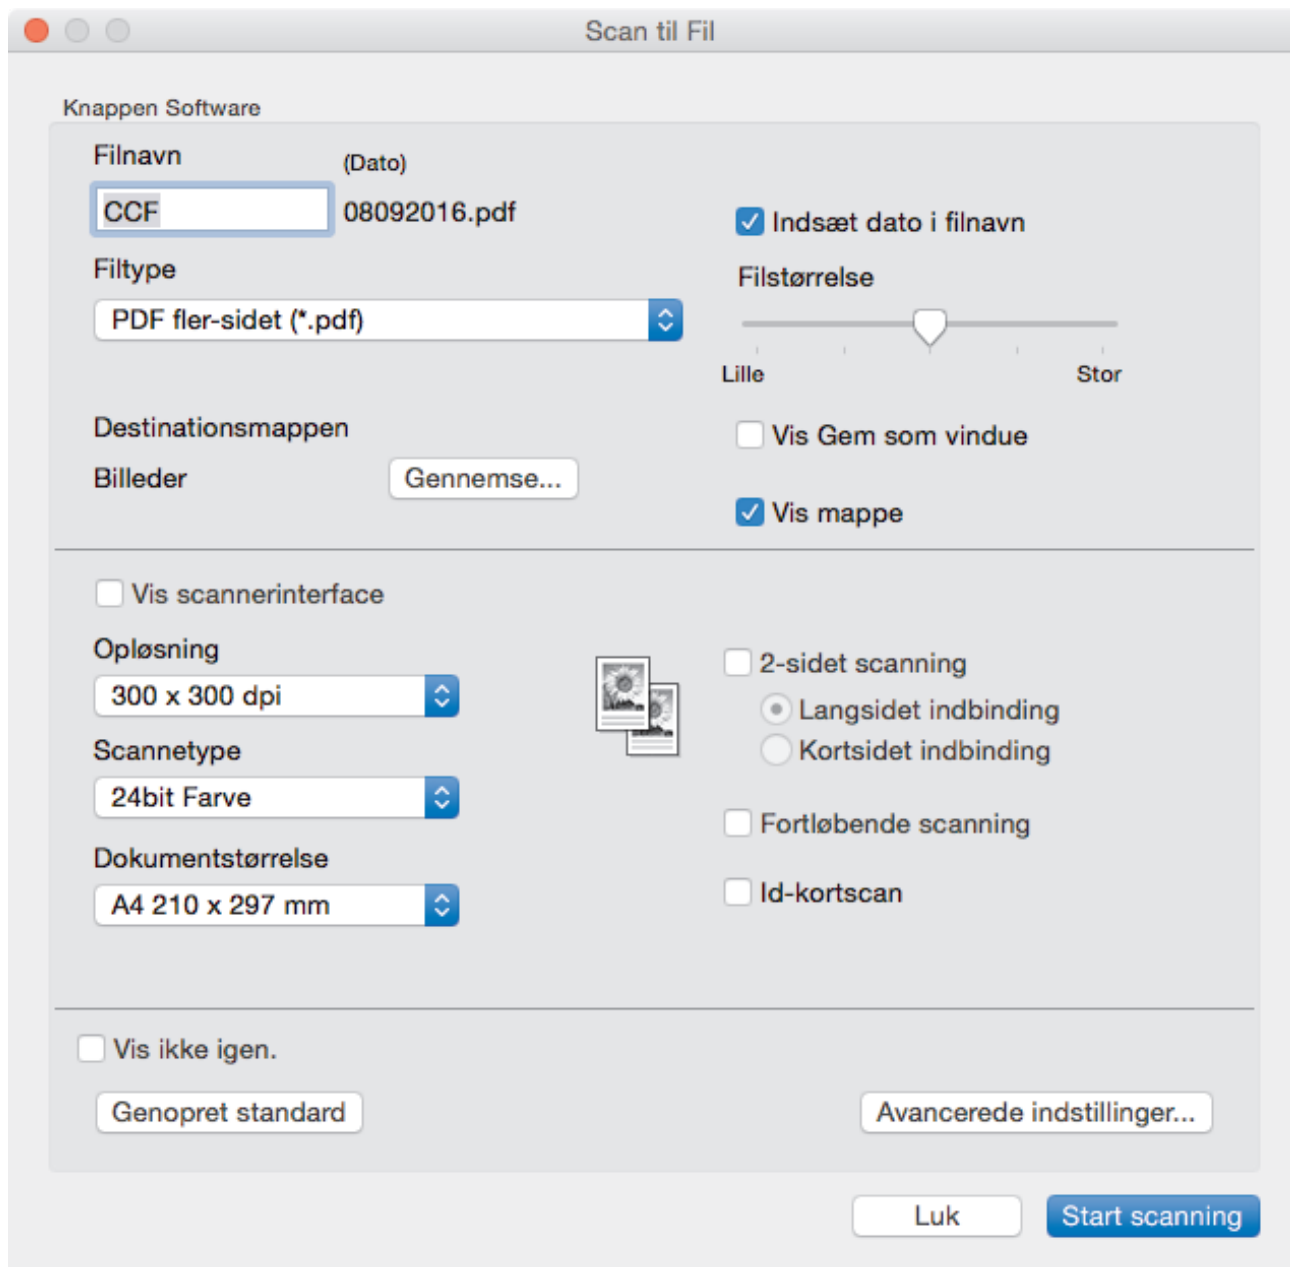 Scan til Fil
Knappen Software
Filnavn (Dato)
CCF 08092016.pdf
Indsæt dato i filnavn
Filtype
PDF fler-sidet (*.pdf)
Filstørrelse
Lille Stor
Destinationsmappen
Billeder Gennemse...
Vis Gem som vindue
Vis mappe
Vis scannerinterface
Opløsning
300 x 300 dpi
Scannetype
24bit Farve
Dokumentstørrelse
A4 210 x 297 mm
2-sidet scanning
Langsidet indbinding
Kortsidet indbinding
Fortløbende scanning
Id-kortscan
Vis ikke igen.
Genopret standard Avancerede indstillinger...
Luk Start scanning